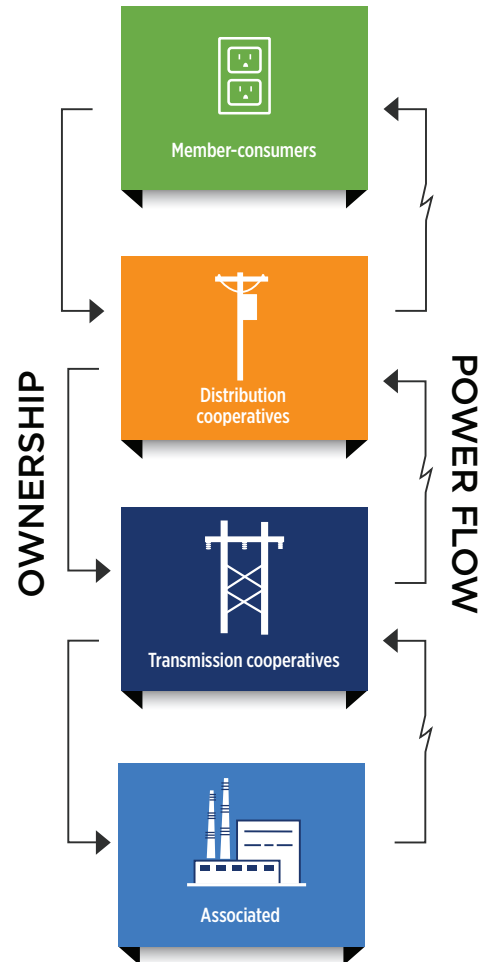 Member-consumers
Distribution
cooperatives
OWNERSHIP
POWER FLOW
Transmission cooperatives
Associated